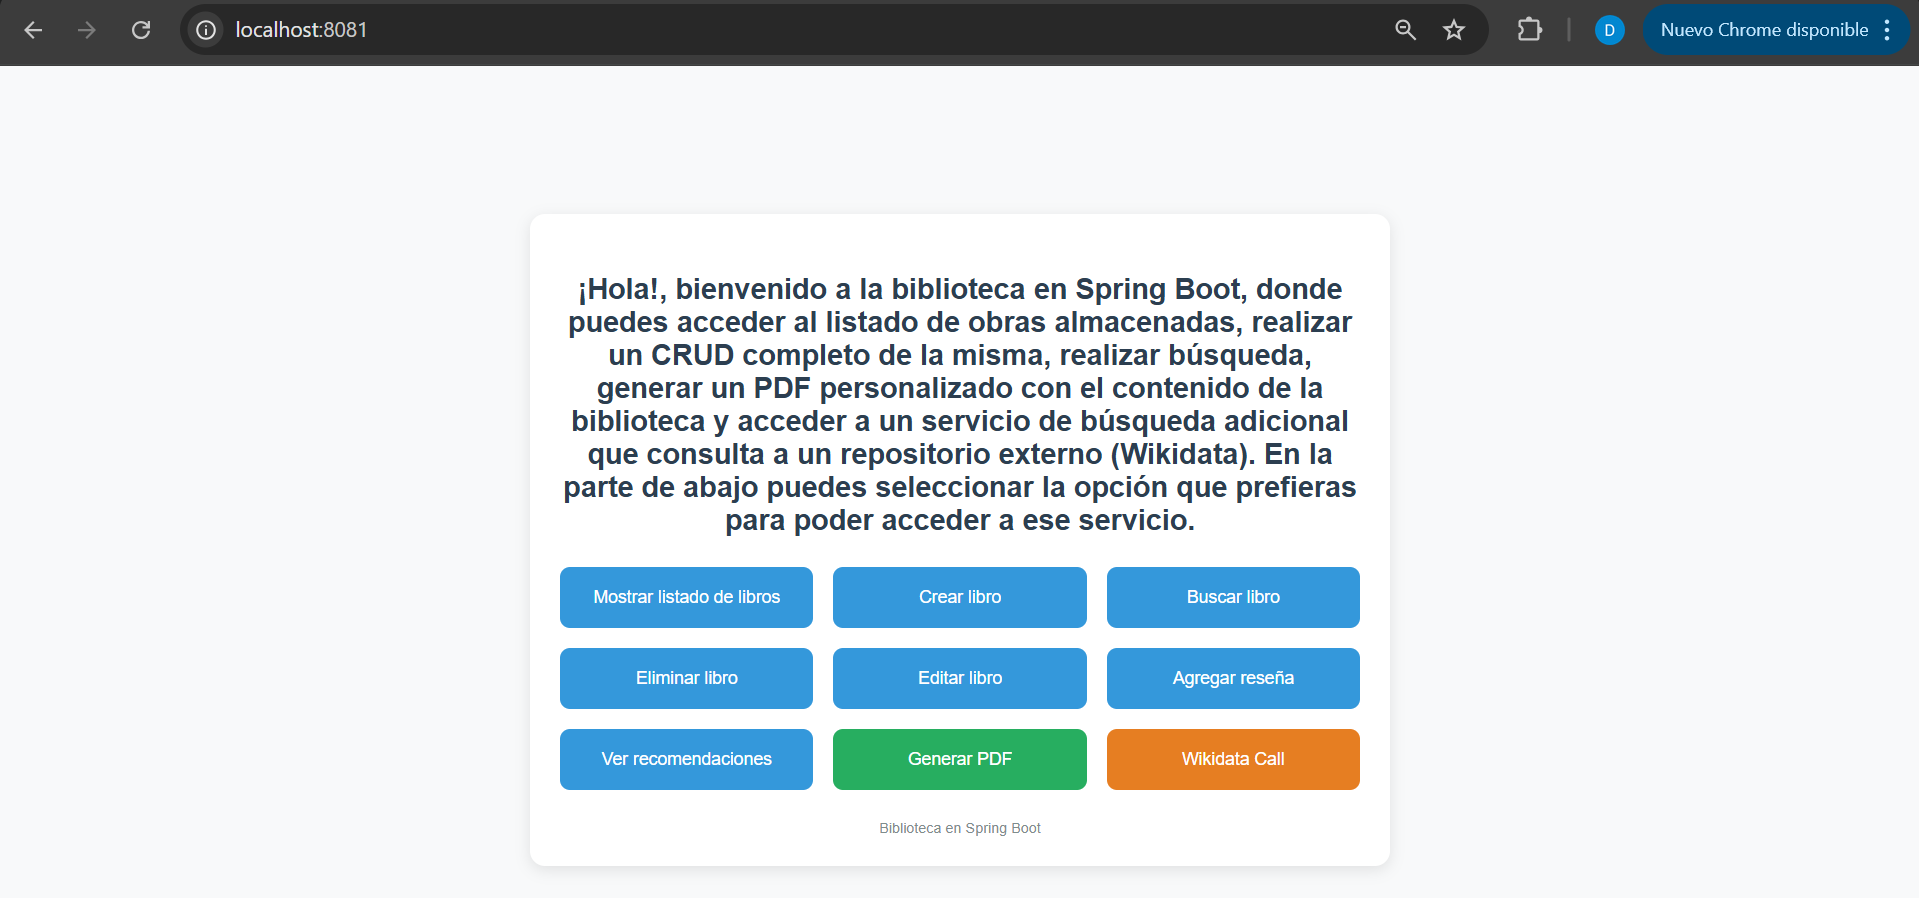 localhost:8081
D
Nuevo Chrome disponible
¡Hola!, bienvenido a la biblioteca en Spring Boot, donde
puedes acceder al listado de obras almacenadas, realizar
un CRUD completo de la misma, realizar búsqueda,
generar un PDF personalizado con el contenido de la
biblioteca y acceder a un servicio de búsqueda adicional
que consulta a un repositorio externo (Wikidata). En la
parte de abajo puedes seleccionar la opción que prefieras
para poder acceder a ese servicio.
Mostrar listado de libros
Crear libro
Buscar libro
Eliminar libro
Editar libro
Agregar reseña
Ver recomendaciones
Generar PDF
Wikidata Call
Biblioteca en Spring Boot